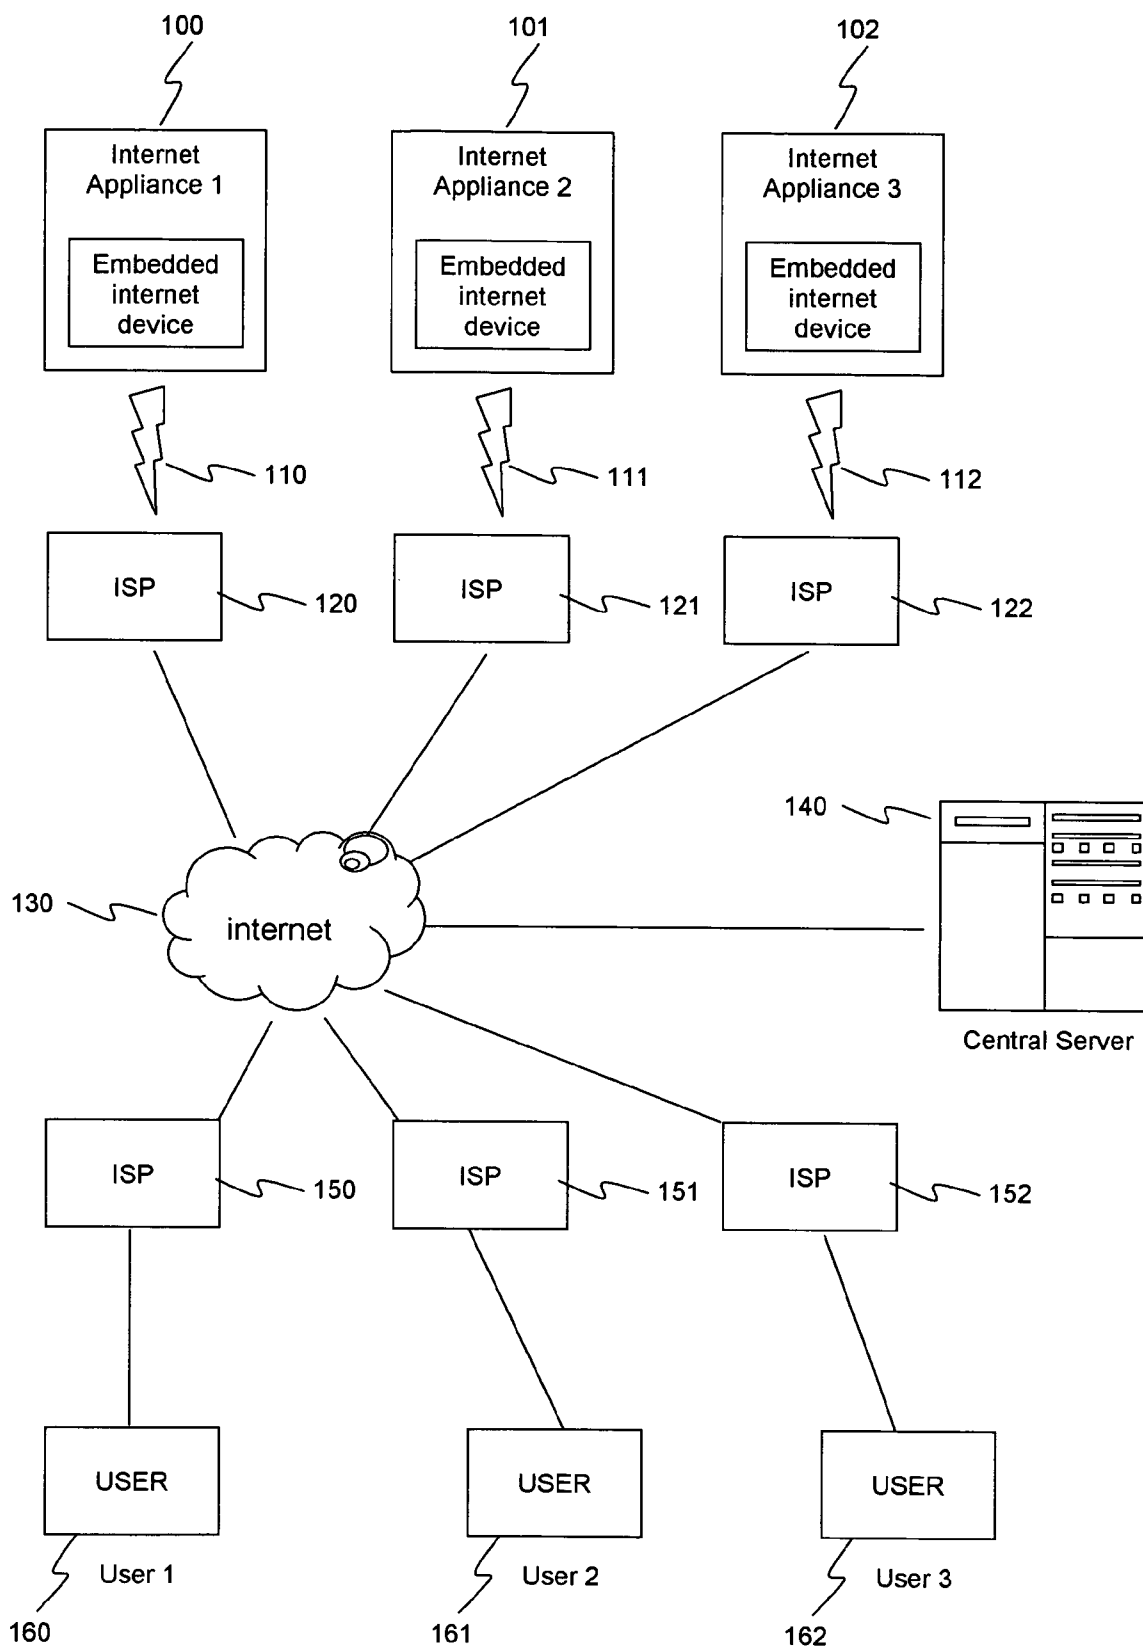 100
101
102
Internet
Appliance 1
Internet
Appliance 2
Internet
Appliance 3
Embedded
internet
device
Embedded
internet
device
Embedded
internet
device
110
111
112
ISP
120
ISP
121
ISP
122
140
130
internet
Central Server
ISP
150
ISP
151
ISP
152
USER
USER
USER
User 1
User 2
User 3
160
161
162